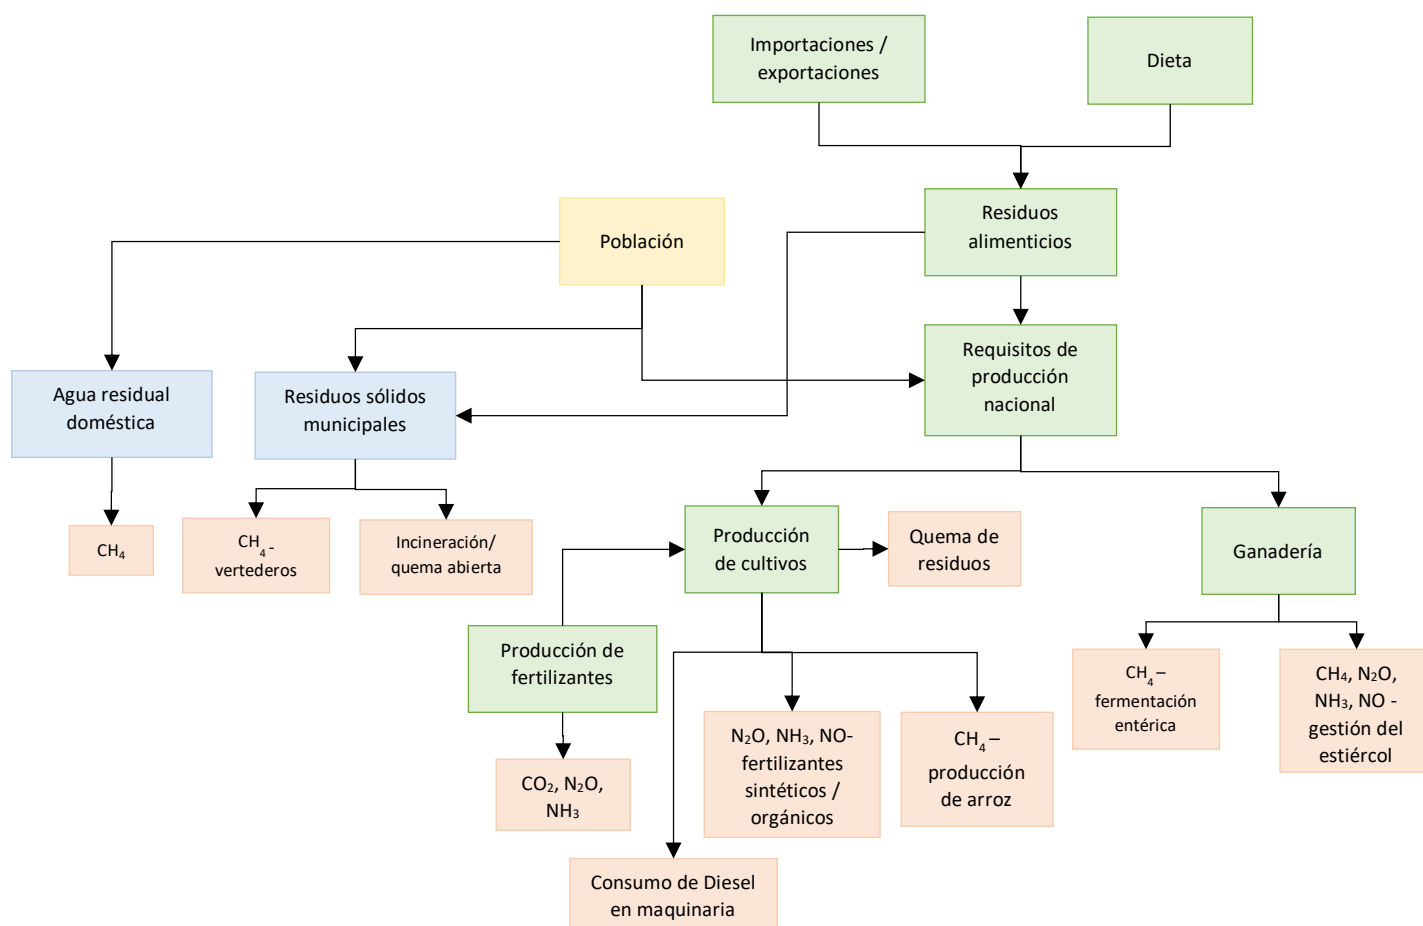 Importaciones /
exportaciones
Dieta
Residuos
alimenticios
Población
Requisitos de
producción
nacional
Agua residual
doméstica
Residuos sólidos
municipales
CH₄
CH₄ -
vertederos
Incineración/
quema abierta
Producción
de cultivos
Quema de
residuos
Ganadería
Producción de
fertilizantes
CO₂, N₂O,
NH₃
N₂O, NH₃, NO-
fertilizantes
sintéticos /
orgánicos
CH₄ –
producción
de arroz
CH₄ –
fermentación
entérica
CH₄, N₂O,
NH₃, NO -
gestión del
estiércol
Consumo de Diesel
en maquinaria